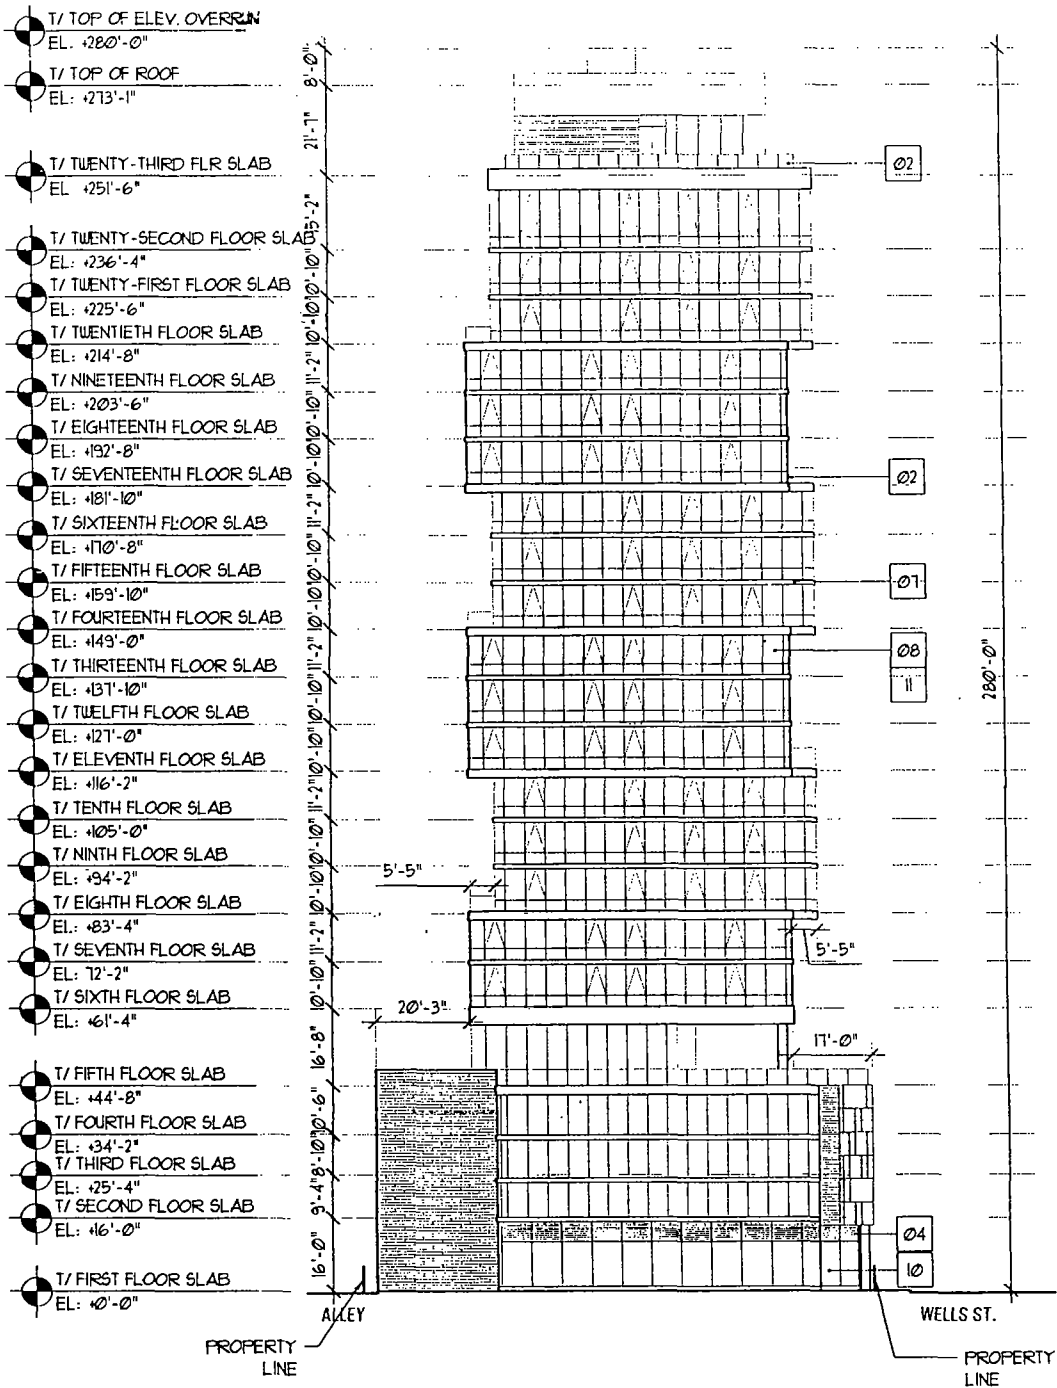 T/ TOP OF ELEV. OVERRUN
EL. +280'-0"
T/ TOP OF ROOF
EL: +273'-1"
T/ TWENTY-THIRD FLR SLAB
EL +251'-6"
T/ TWENTY-SECOND FLOOR SLAB
EL: +236'-4"
T/ TWENTY-FIRST FLOOR SLAB
EL: +225'-6"
T/ TWENTIETH FLOOR SLAB
EL: +214'-8"
T/ NINETEENTH FLOOR SLAB
EL: +203'-6"
T/ EIGHTEENTH FLOOR SLAB
EL: +192'-8"
T/ SEVENTEENTH FLOOR SLAB
EL: +181'-10"
T/ SIXTEENTH FLOOR SLAB
EL: +170'-8"
T/ FIFTEENTH FLOOR SLAB
EL: +159'-10"
T/ FOURTEENTH FLOOR SLAB
EL: +149'-0"
T/ THIRTEENTH FLOOR SLAB
EL: +137'-10"
T/ TWELFTH FLOOR SLAB
EL: +127'-0"
T/ ELEVENTH FLOOR SLAB
EL: +116'-2"
T/ TENTH FLOOR SLAB
EL: +105'-0"
T/ NINTH FLOOR SLAB
EL: +94'-2"
T/ EIGHTH FLOOR SLAB
EL: +83'-4"
T/ SEVENTH FLOOR SLAB
EL: 72'-2"
T/ SIXTH FLOOR SLAB
EL: +61'-4"
T/ FIFTH FLOOR SLAB
EL: +44'-8"
T/ FOURTH FLOOR SLAB
EL: +34'-2"
T/ THIRD FLOOR SLAB
EL: +25'-4"
T/ SECOND FLOOR SLAB
EL: +16'-0"
T/ FIRST FLOOR SLAB
EL: +0'-0"
8'-0"
21'-7"
15'-2"
10'-10"
10'-10"
11'-2"
10'-10"
10'-10"
11'-2"
10'-10"
10'-10"
11'-2"
10'-10"
10'-10"
11'-2"
10'-10"
10'-10"
11'-2"
10'-10"
16'-8"
10'-6"
8'-10"
9'-4"
16'-0"
5'-5"
5'-5"
20'-3"
17'-0"
280'-0"
02
02
07
08
11
04
10
ALLEY
WELLS ST.
PROPERTY
LINE
PROPERTY
LINE